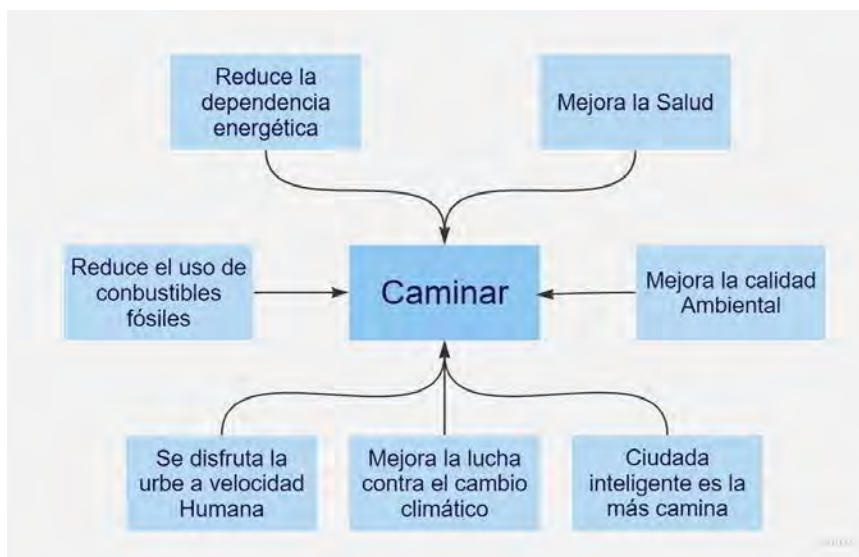 Reduce la
dependencia
energética
Mejora la Salud
Reduce el uso de
conbustibles
fósiles
Caminar
Mejora la calidad
Ambiental
Se disfruta la
urbe a velocidad
Humana
Mejora la lucha
contra el cambio
climático
Ciudada
inteligente es la
más camina